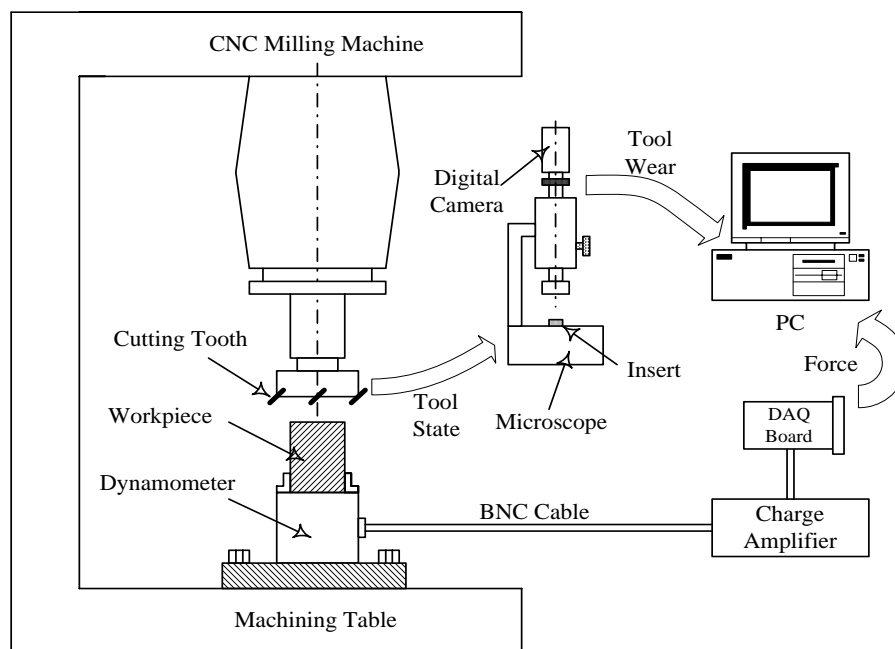 CNC Milling Machine
Tool
Wear
Digital
Camera
PC
Cutting Tooth
Insert
Force
Tool
State
Microscope
Workpiece
DAQ
Board
Dynamometer
BNC Cable
Charge
Amplifier
Machining Table